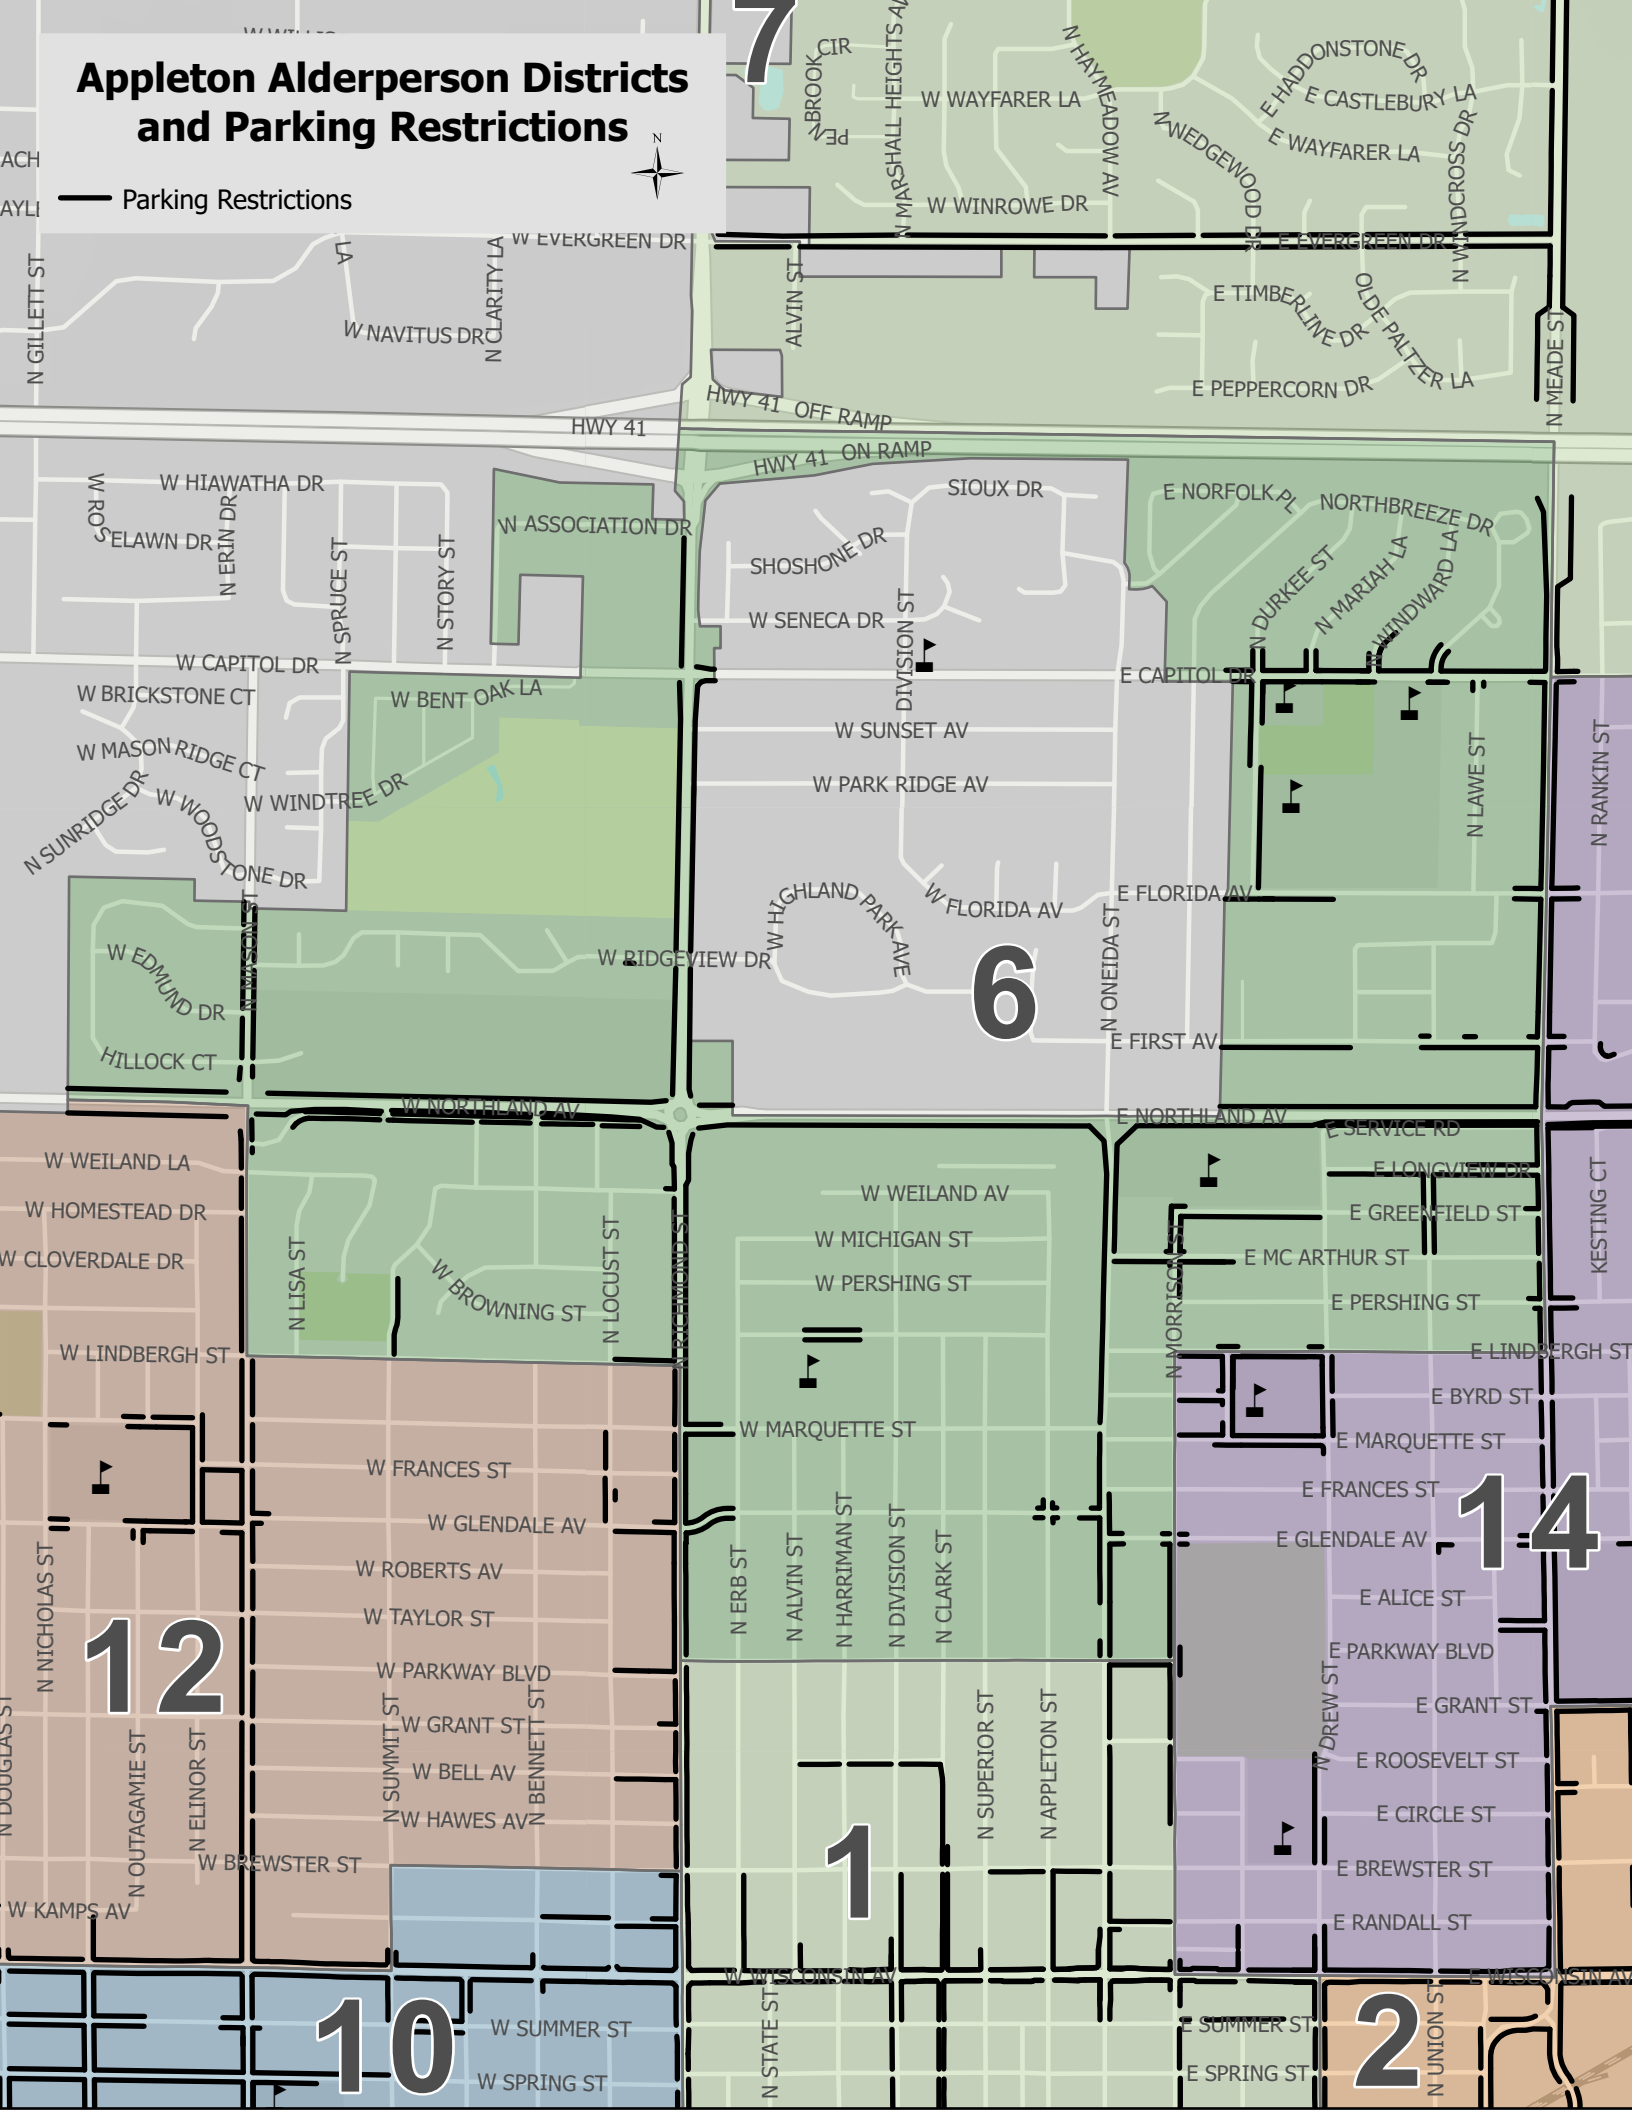 7
Appleton Alderperson Districts
and Parking Restrictions
N
Parking Restrictions
ACH
CIR
BROOK
PEN
N MARSHALL HEIGHTS AV
W WAYFARER LA
N HAYMEADOW AV
W WINROWE DR
E HADDONSTONE DR
E CASTLEBURY LA
E WAYFARER LA
N WEDGEWOOD DR
N WINDCROSS DR
W EVERGREEN DR
E EVERGREEN DR
LA
N GILLETT ST
W NAVITUS DR
N CLARITY LA
ALVIN ST
E TIMBERLINE DR
OLDE PALTZER LA
E PEPPERCORN DR
N MEADE ST
HWY 41
HWY 41 OFF RAMP
HWY 41 ON RAMP
W HIAWATHA DR
W ROSELAWN DR
N ERIN DR
N SPRUCE ST
N STORY ST
W ASSOCIATION DR
SIOUX DR
SHOSHONE DR
W SENECA DR
DIVISION ST
E NORFOLK PL
NORTHBREEZE DR
N DURKEE ST
N MARIAH LA
N WINDWARD LA
W CAPITOL DR
E CAPITOL DR
W BRICKSTONE CT
W BENT OAK LA
W MASON RIDGE CT
W WINDTREE DR
N SUNRIDGE DR
W WOODSTONE DR
W SUNSET AV
W PARK RIDGE AV
N LAWE ST
N RANKIN ST
W HIGHLAND PARK AVE
W FLORIDA AV
E FLORIDA AV
N MASON ST
W EDMUND DR
W RIDGEVIEW DR
6
N ONEIDA ST
HILLOCK CT
E FIRST AV
W NORTHLAND AV
E NORTHLAND AV
E SERVICE RD
W WEILAND LA
W HOMESTEAD DR
W CLOVERDALE DR
N LISA ST
W BROWNING ST
N LOCUST ST
N RICHMOND ST
W WEILAND AV
W MICHIGAN ST
W PERSHING ST
E LONGVIEW DR
E GREENFIELD ST
E MC ARTHUR ST
E PERSHING ST
N MORRISON ST
KESTING CT
W LINDBERGH ST
E LINDBERGH ST
E BYRD ST
W MARQUETTE ST
E MARQUETTE ST
W FRANCES ST
E FRANCES ST
14
W GLENDALE AV
E GLENDALE AV
N NICHOLAS ST
W ROBERTS AV
W TAYLOR ST
N ERB ST
N ALVIN ST
N HARRIMAN ST
N DIVISION ST
N CLARK ST
E ALICE ST
12
W PARKWAY BLVD
E PARKWAY BLVD
N DOUGLAS ST
N OUTAGAMIE ST
N ELINOR ST
N SUMMIT ST
W GRANT ST
N BENNETT ST
N SUPERIOR ST
N APPLETON ST
N DREW ST
E GRANT ST
W BELL AV
E ROOSEVELT ST
W HAWES AV
E CIRCLE ST
W BREWSTER ST
1
E BREWSTER ST
W KAMPS AV
E RANDALL ST
W WISCONSIN AV
E WISCONSIN AV
10
W SUMMER ST
N STATE ST
E SUMMER ST
2
N UNION ST
W SPRING ST
E SPRING ST